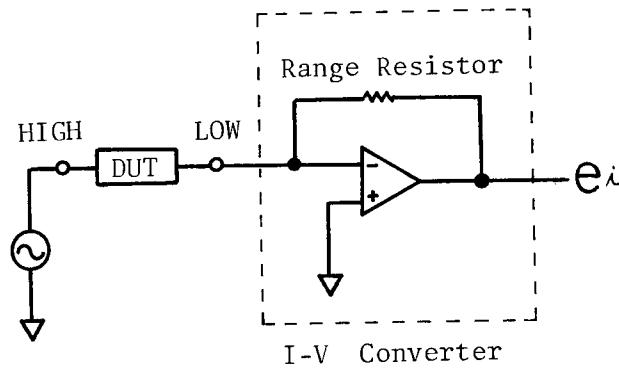 Range Resistor
HIGH
LOW
DUT
-
+
ei
I-V Converter